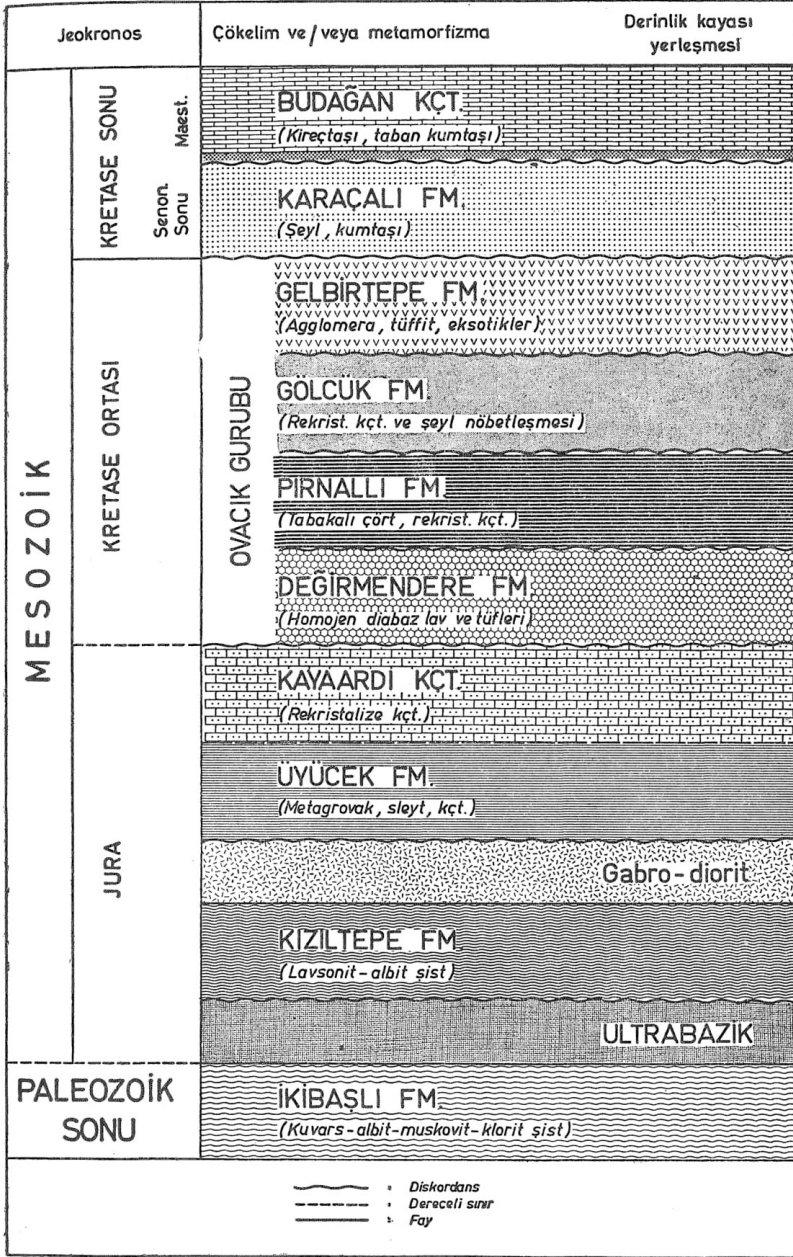 Jeokronos
Çökelim ve/veya metamorfizma
Derinlik kayası
yerleşmesi
MESOZOİK
KRETASE SONU
Maest.
Senon.
Sonu
BUDAĞAN KÇT.
(Kireçtaşı, taban kumtaşı)
KARAÇALI FM.
(Şeyl, kumtaşı)
KRETASE ORTASI
OVACIK GURUBU
GELBİRTEPE FM.
(Agglomera, tüffit, eksotikler)
GÖLCÜK FM.
(Rekrist. kçt. ve şeyl nöbetleşmesi)
PIRNALLI FM.
(Tabakalı çört, rekrist. kçt.)
DEĞİRMENDERE FM.
(Homojen diabaz lav ve tüfleri)
JURA
KAYAARDI KÇT.
(Rekristalize kçt.)
ÜYÜCEK FM.
(Metagrovak, sleyt, kçt.)
Gabro-diorit
KIZILTEPE FM.
(Lavsonit-albit şist)
ULTRABAZİK
PALEOZOİK
SONU
İKİBAŞLI FM.
(Kuvars-albit-muskovit-klorit şist)
: Diskordans
: Dereceli sınır
: Fay